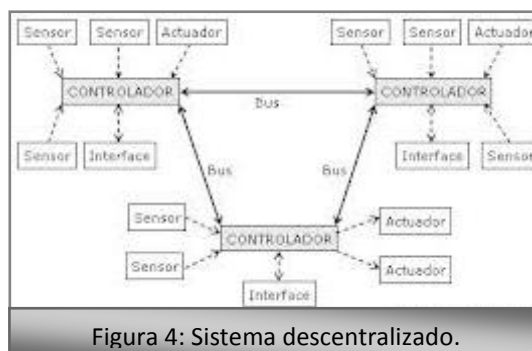 Sensor Sensor Actuador Sensor Sensor Actuador
CONTROLADOR CONTROLADOR
Bus
Sensor Interface Bus Bus Interface Sensor
Sensor Actuador
CONTROLADOR
Sensor Actuador
Interface
Figura 4: Sistema descentralizado.